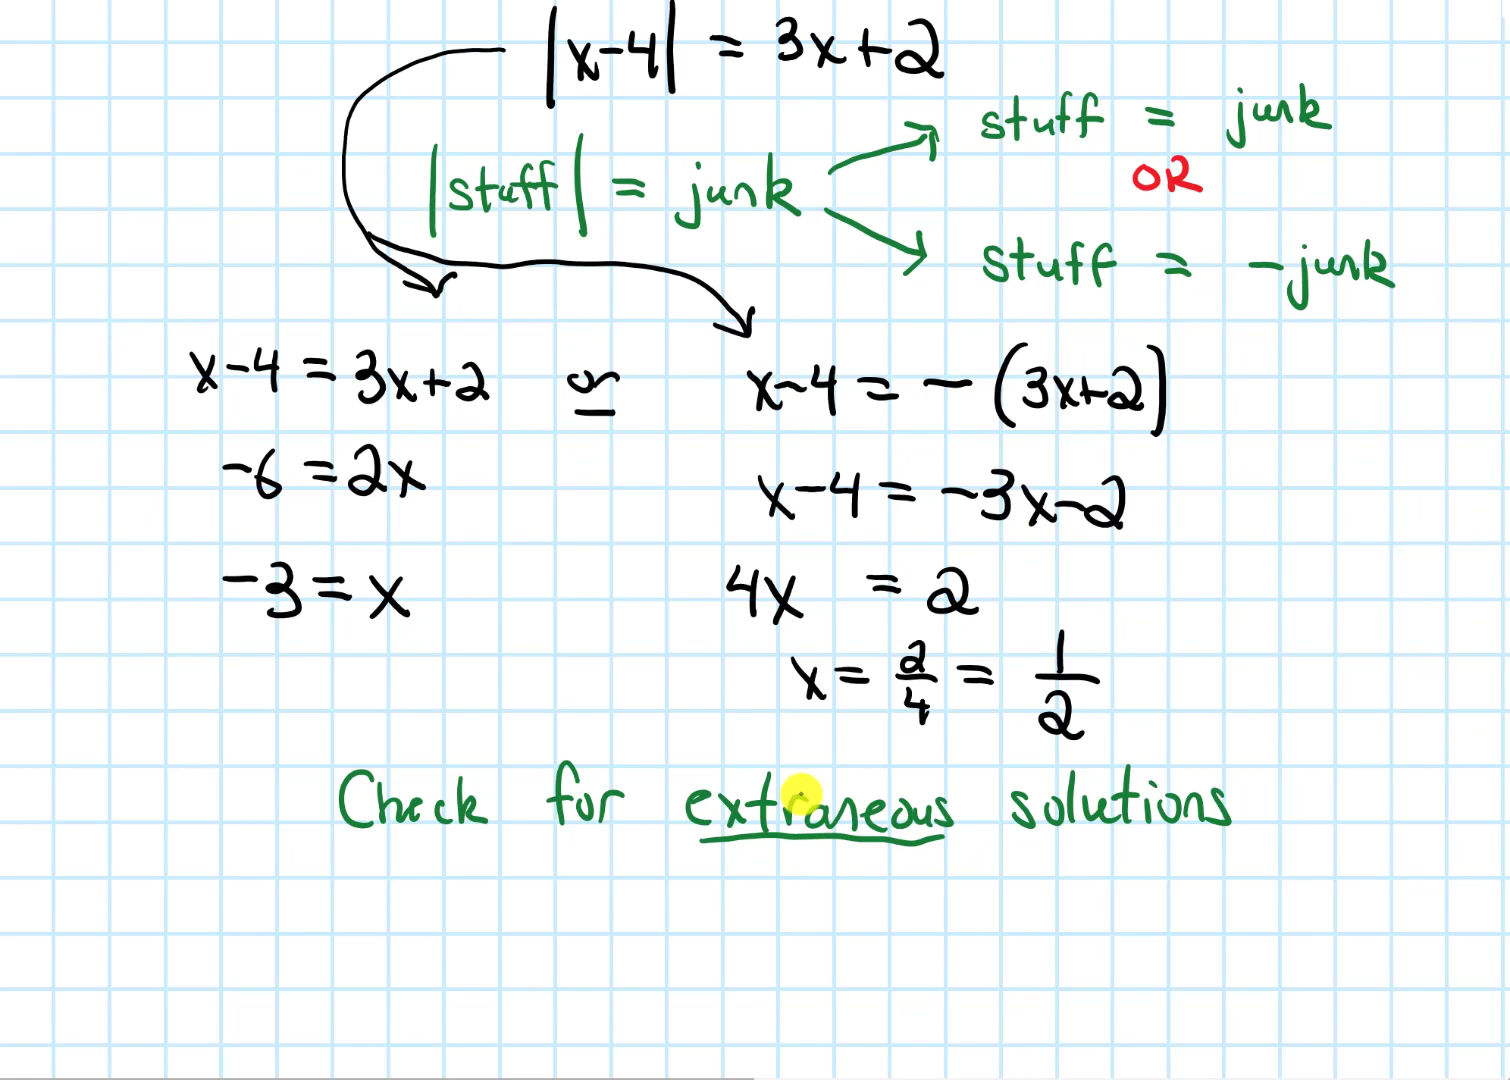 |x-4| = 3x+2
|stuff| = junk
stuff = junk
OR
stuff = -junk
x-4 = 3x+2 or x-4 = -(3x+2)
-6 = 2x
x-4 = -3x-2
-3 = x
4x = 2
x = 2/4 = 1/2
Check for extraneous solutions